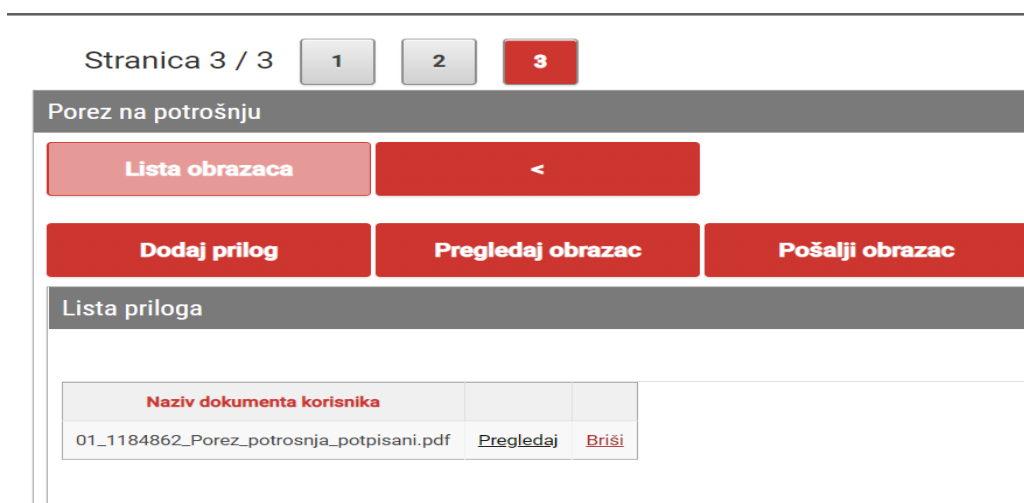 Stranica 3 / 3 1 2 3
Porez na potrošnju
Lista obrazaca <
Dodaj prilog Pregledaj obrazac Pošalji obrazac
Lista priloga
Naziv dokumenta korisnika
01_1184862_Porez_potrosnja_potpisani.pdf Pregledaj Briši